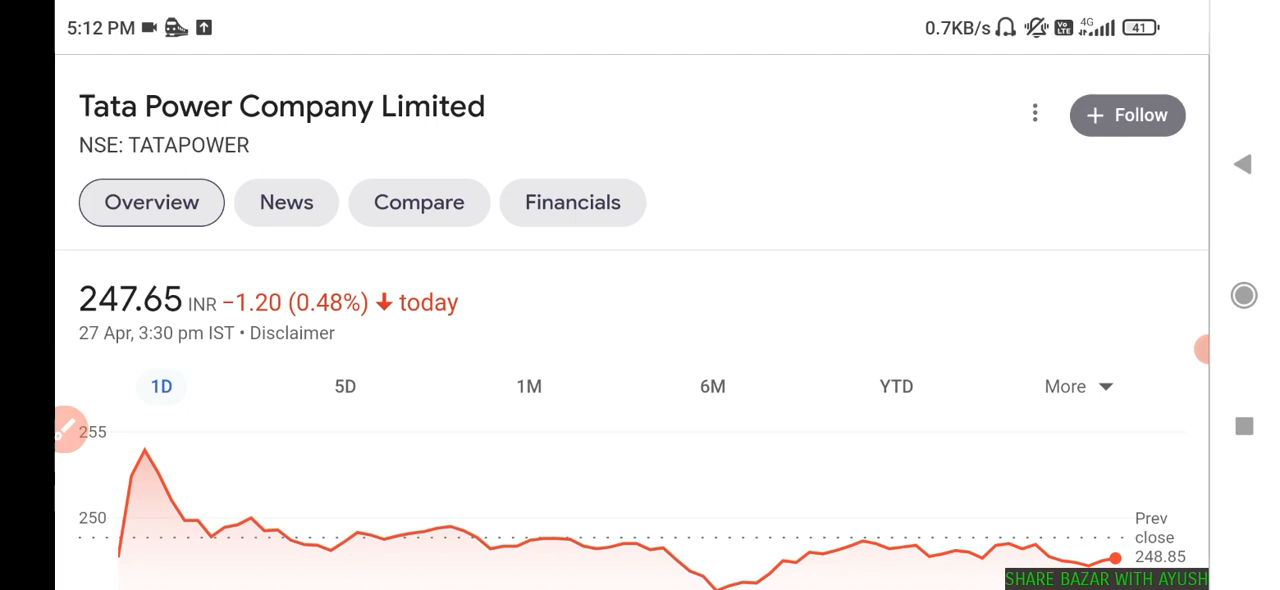 5:12 PM
0.7KB/s
Vo LTE
4G
41
Tata Power Company Limited
+ Follow
NSE: TATAPOWER
Overview
News
Compare
Financials
247.65 INR −1.20 (0.48%) ↓ today
27 Apr, 3:30 pm IST • Disclaimer
1D
5D
1M
6M
YTD
More
255
250
Prev
close
248.85
SHARE BAZAR WITH AYUSH